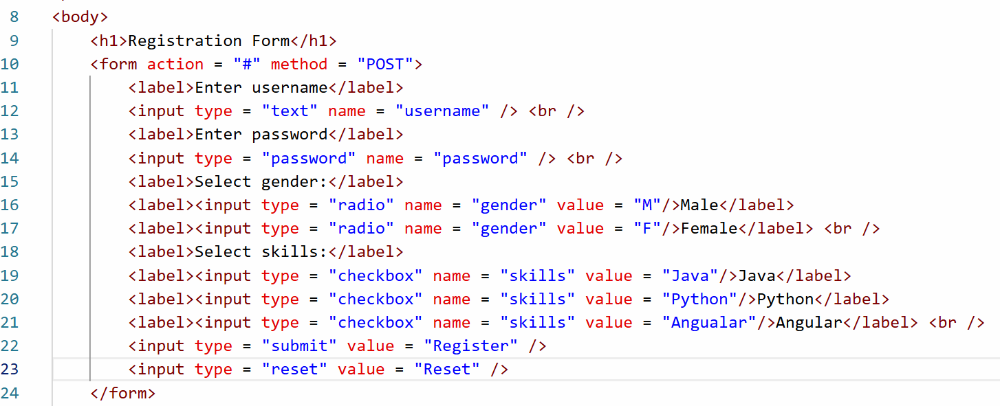 8 <body>
9 <h1>Registration Form</h1>
10 <form action = "#" method = "POST">
11 <label>Enter username</label>
12 <input type = "text" name = "username" /> <br />
13 <label>Enter password</label>
14 <input type = "password" name = "password" /> <br />
15 <label>Select gender:</label>
16 <label><input type = "radio" name = "gender" value = "M"/>Male</label>
17 <label><input type = "radio" name = "gender" value = "F"/>Female</label> <br />
18 <label>Select skills:</label>
19 <label><input type = "checkbox" name = "skills" value = "Java"/>Java</label>
20 <label><input type = "checkbox" name = "skills" value = "Python"/>Python</label>
21 <label><input type = "checkbox" name = "skills" value = "Angualar"/>Angular</label> <br />
22 <input type = "submit" value = "Register" />
23 <input type = "reset" value = "Reset" />
24 </form>